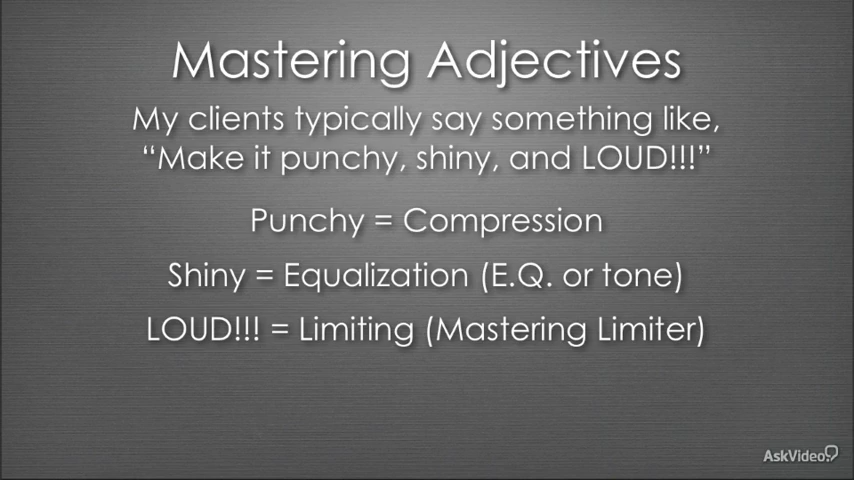 Mastering Adjectives
My clients typically say something like,
“Make it punchy, shiny, and LOUD!!!”
Punchy = Compression
Shiny = Equalization (E.Q. or tone)
LOUD!!! = Limiting (Mastering Limiter)
AskVideo